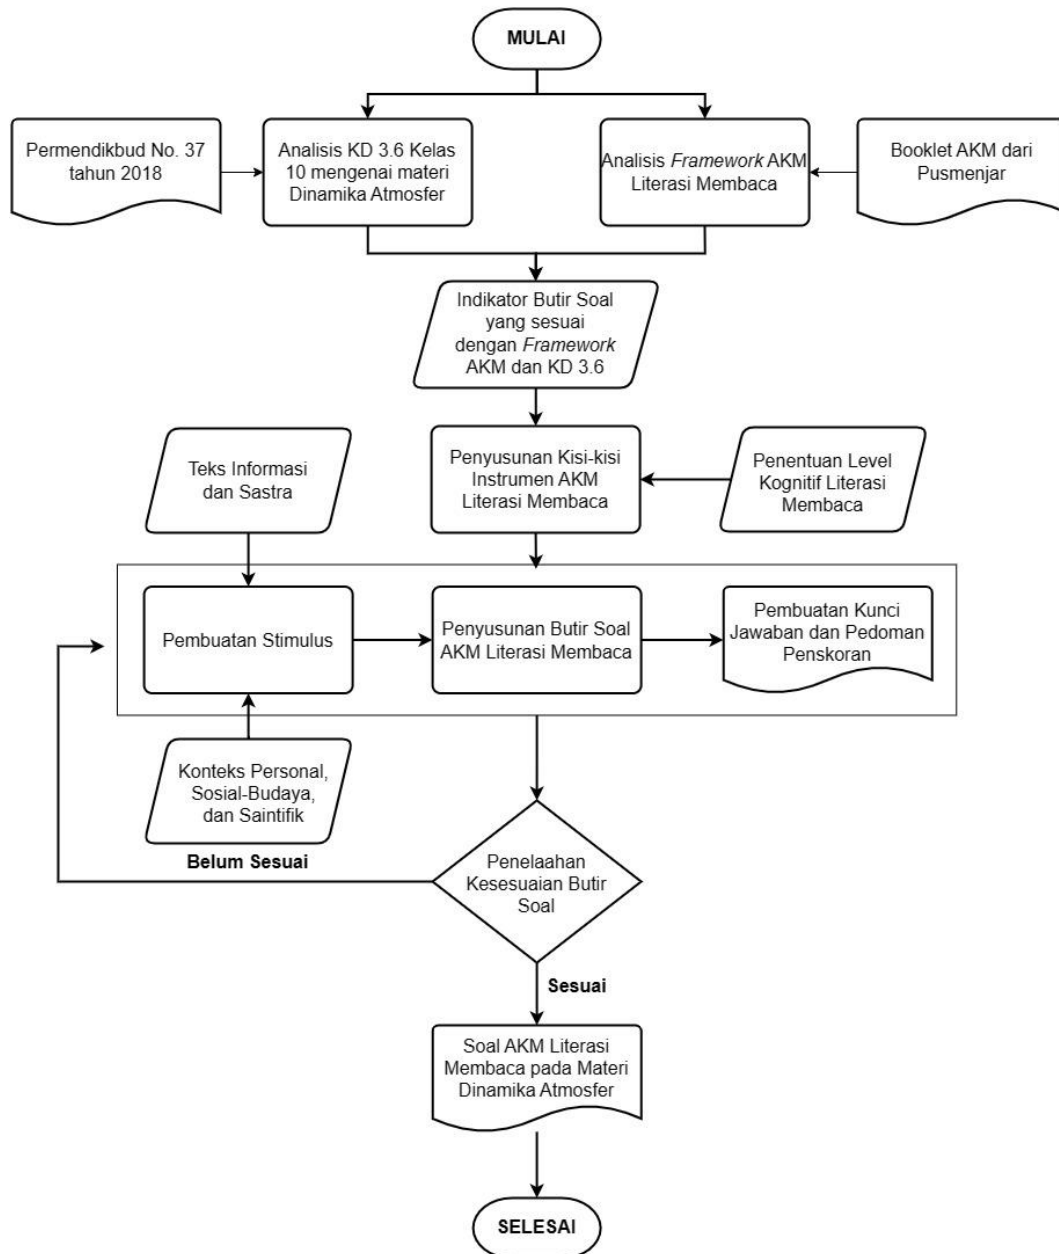 MULAI
Permendikbud No. 37
tahun 2018
Analisis KD 3.6 Kelas
10 mengenai materi
Dinamika Atmosfer
Analisis Framework AKM
Literasi Membaca
Booklet AKM dari
Pusmenjar
Indikator Butir Soal
yang sesuai
dengan Framework
AKM dan KD 3.6
Teks Informasi
dan Sastra
Penyusunan Kisi-kisi
Instrumen AKM
Literasi Membaca
Penentuan Level
Kognitif Literasi
Membaca
Pembuatan Stimulus
Penyusunan Butir Soal
AKM Literasi Membaca
Pembuatan Kunci
Jawaban dan Pedoman
Penskoran
Konteks Personal,
Sosial-Budaya,
dan Saintifik
Belum Sesuai
Penelaahan
Kesesuaian Butir
Soal
Sesuai
Soal AKM Literasi
Membaca pada Materi
Dinamika Atmosfer
SELESAI